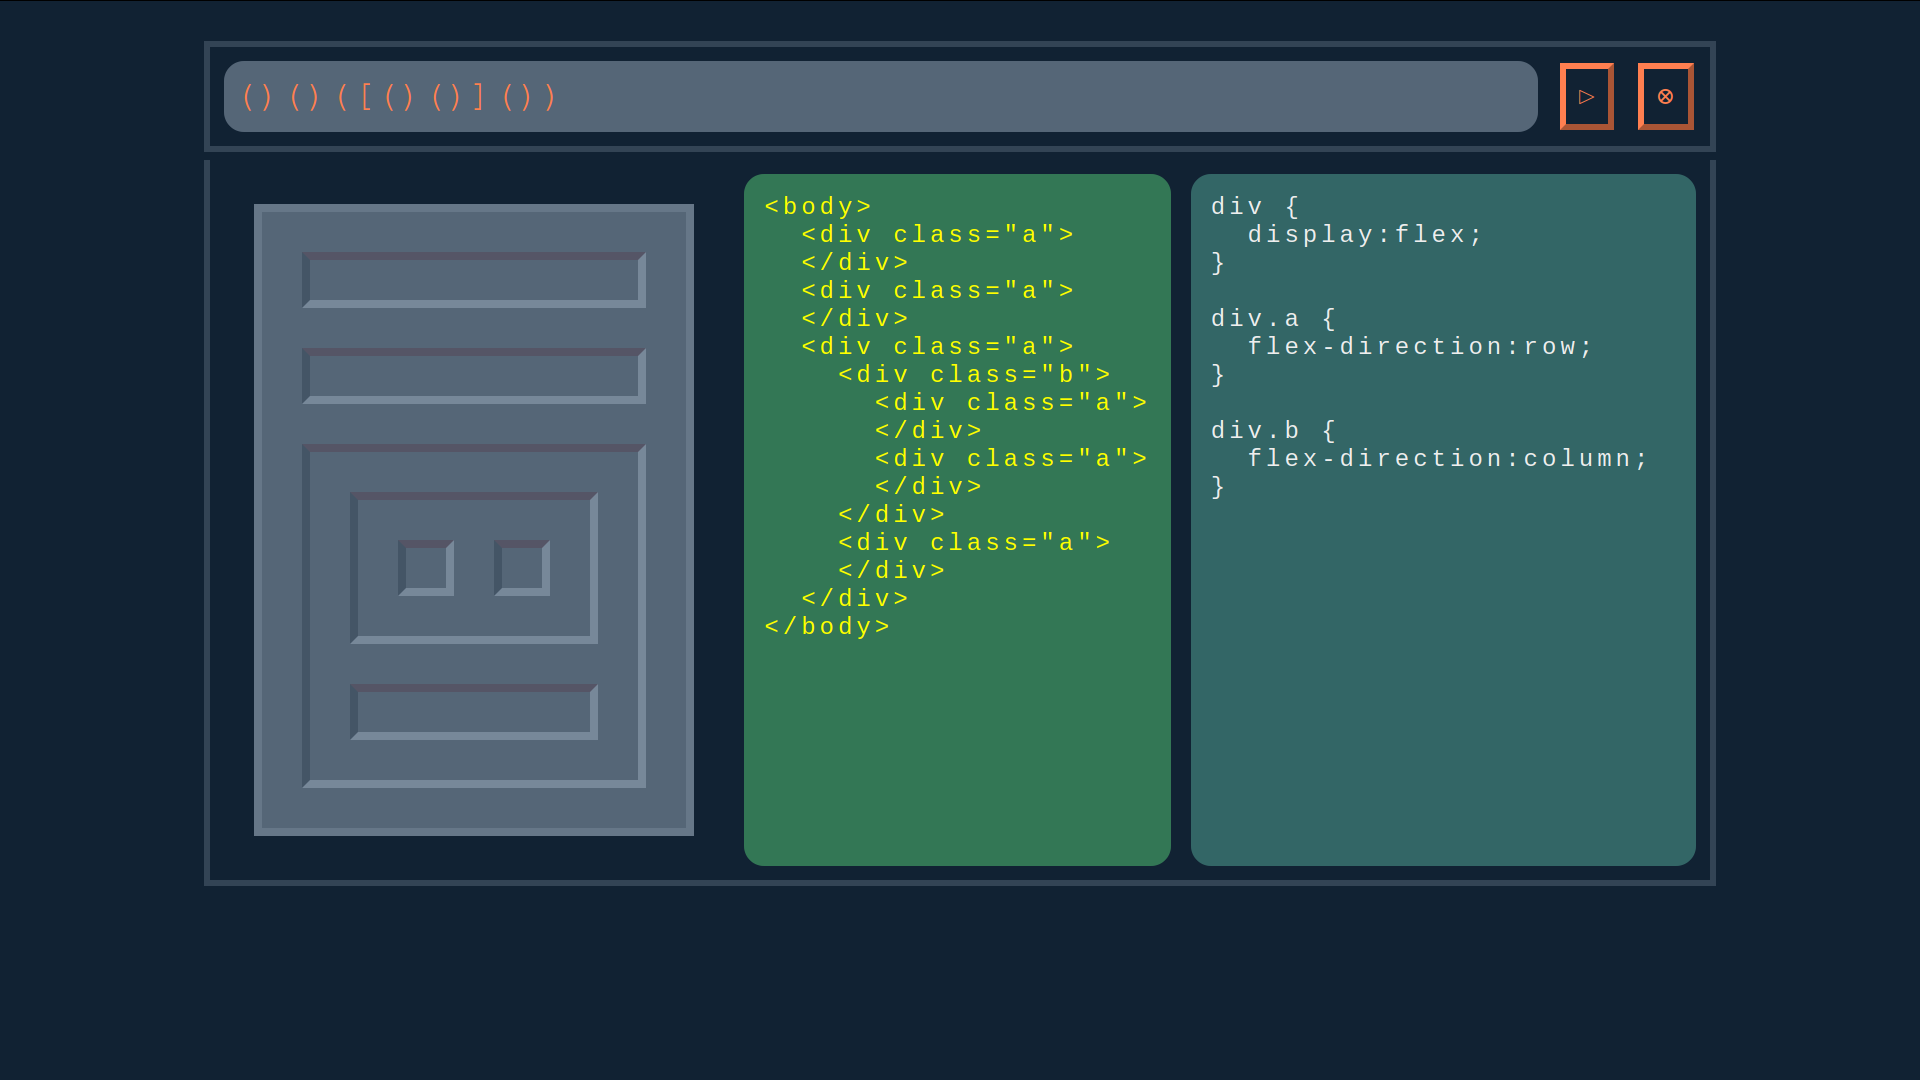 ()()([()()]())
▷ ⊗
<body>
  <div class="a">
  </div>
  <div class="a">
  </div>
  <div class="a">
    <div class="b">
      <div class="a">
      </div>
      <div class="a">
      </div>
    </div>
    <div class="a">
    </div>
  </div>
</body>
div {
  display:flex;
}

div.a {
  flex-direction:row;
}

div.b {
  flex-direction:column;
}